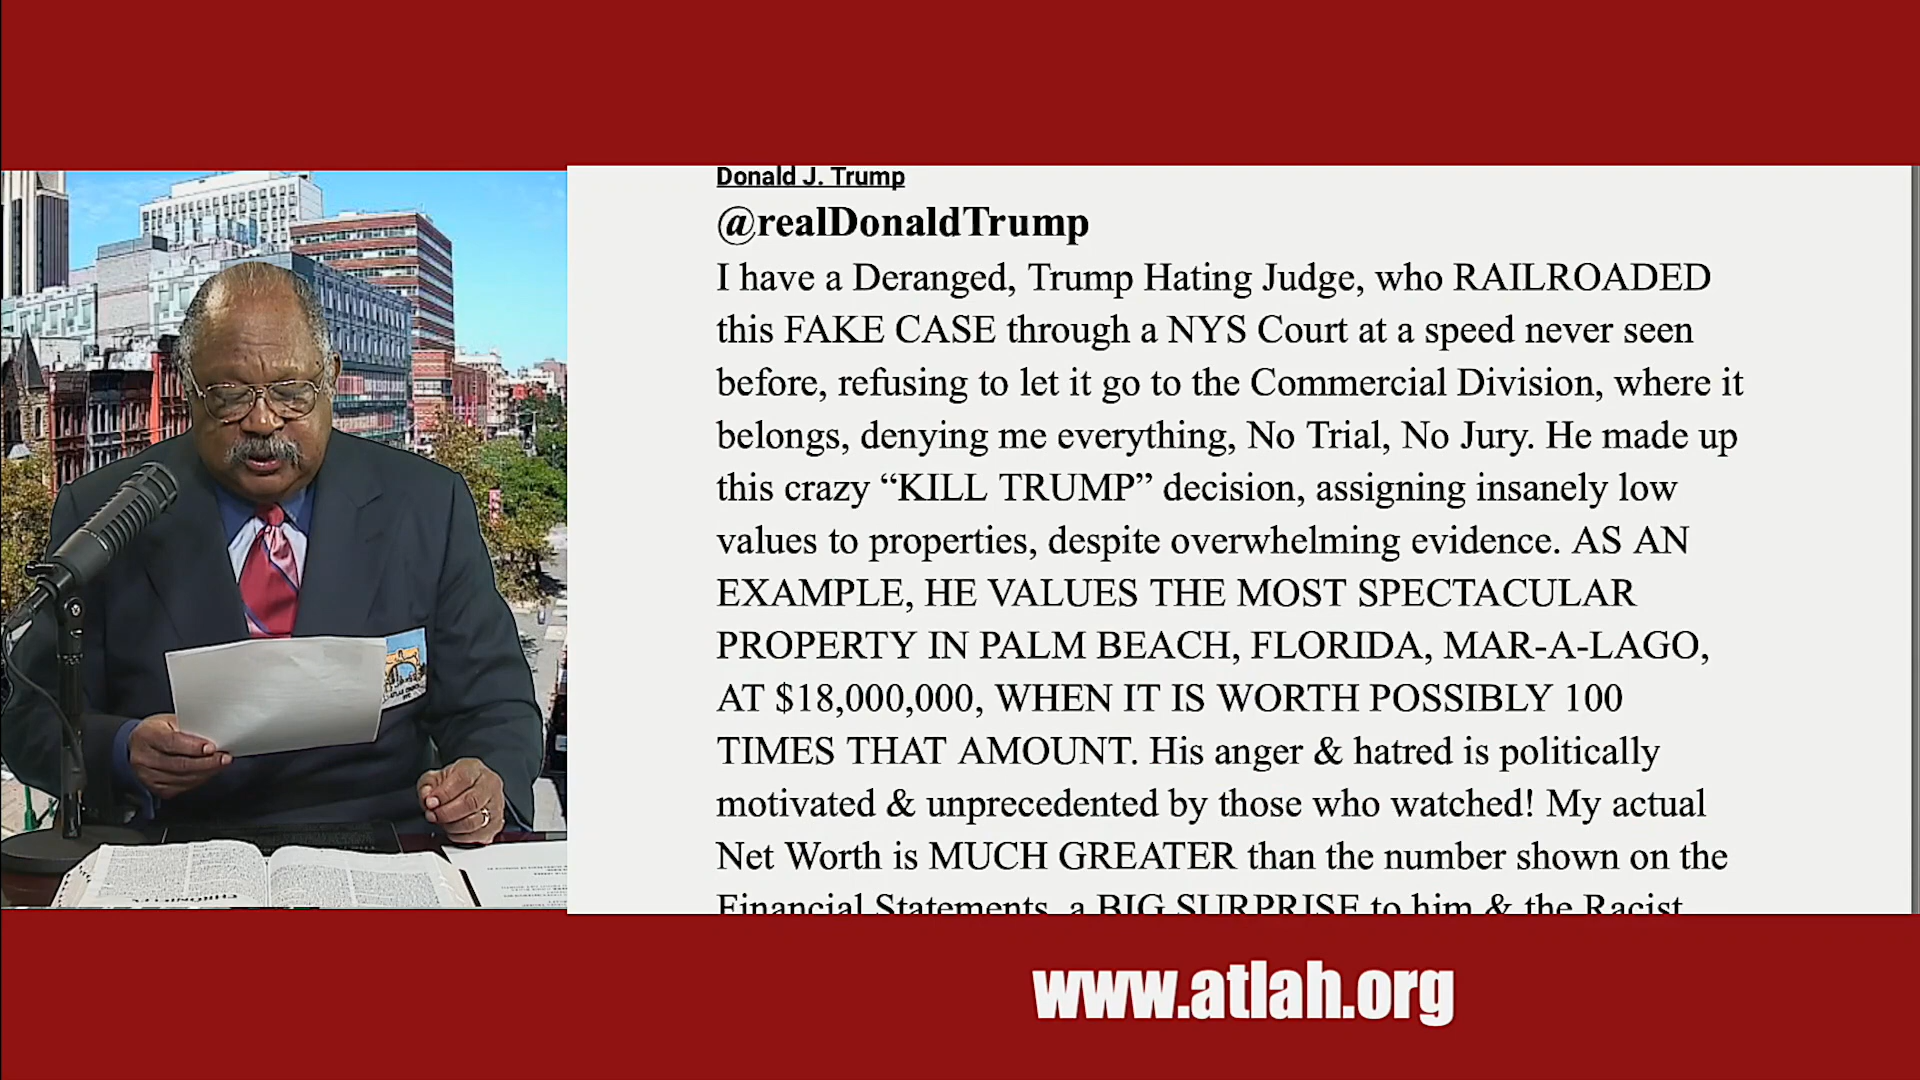 Donald J. Trump
@realDonaldTrump
I have a Deranged, Trump Hating Judge, who RAILROADED
this FAKE CASE through a NYS Court at a speed never seen
before, refusing to let it go to the Commercial Division, where it
belongs, denying me everything, No Trial, No Jury. He made up
this crazy “KILL TRUMP” decision, assigning insanely low
values to properties, despite overwhelming evidence. AS AN
EXAMPLE, HE VALUES THE MOST SPECTACULAR
PROPERTY IN PALM BEACH, FLORIDA, MAR-A-LAGO,
AT $18,000,000, WHEN IT IS WORTH POSSIBLY 100
TIMES THAT AMOUNT. His anger & hatred is politically
motivated & unprecedented by those who watched! My actual
Net Worth is MUCH GREATER than the number shown on the
Financial Statements, a BIG SURPRISE to him & the Racist
CHRONICLES
www.atlah.org